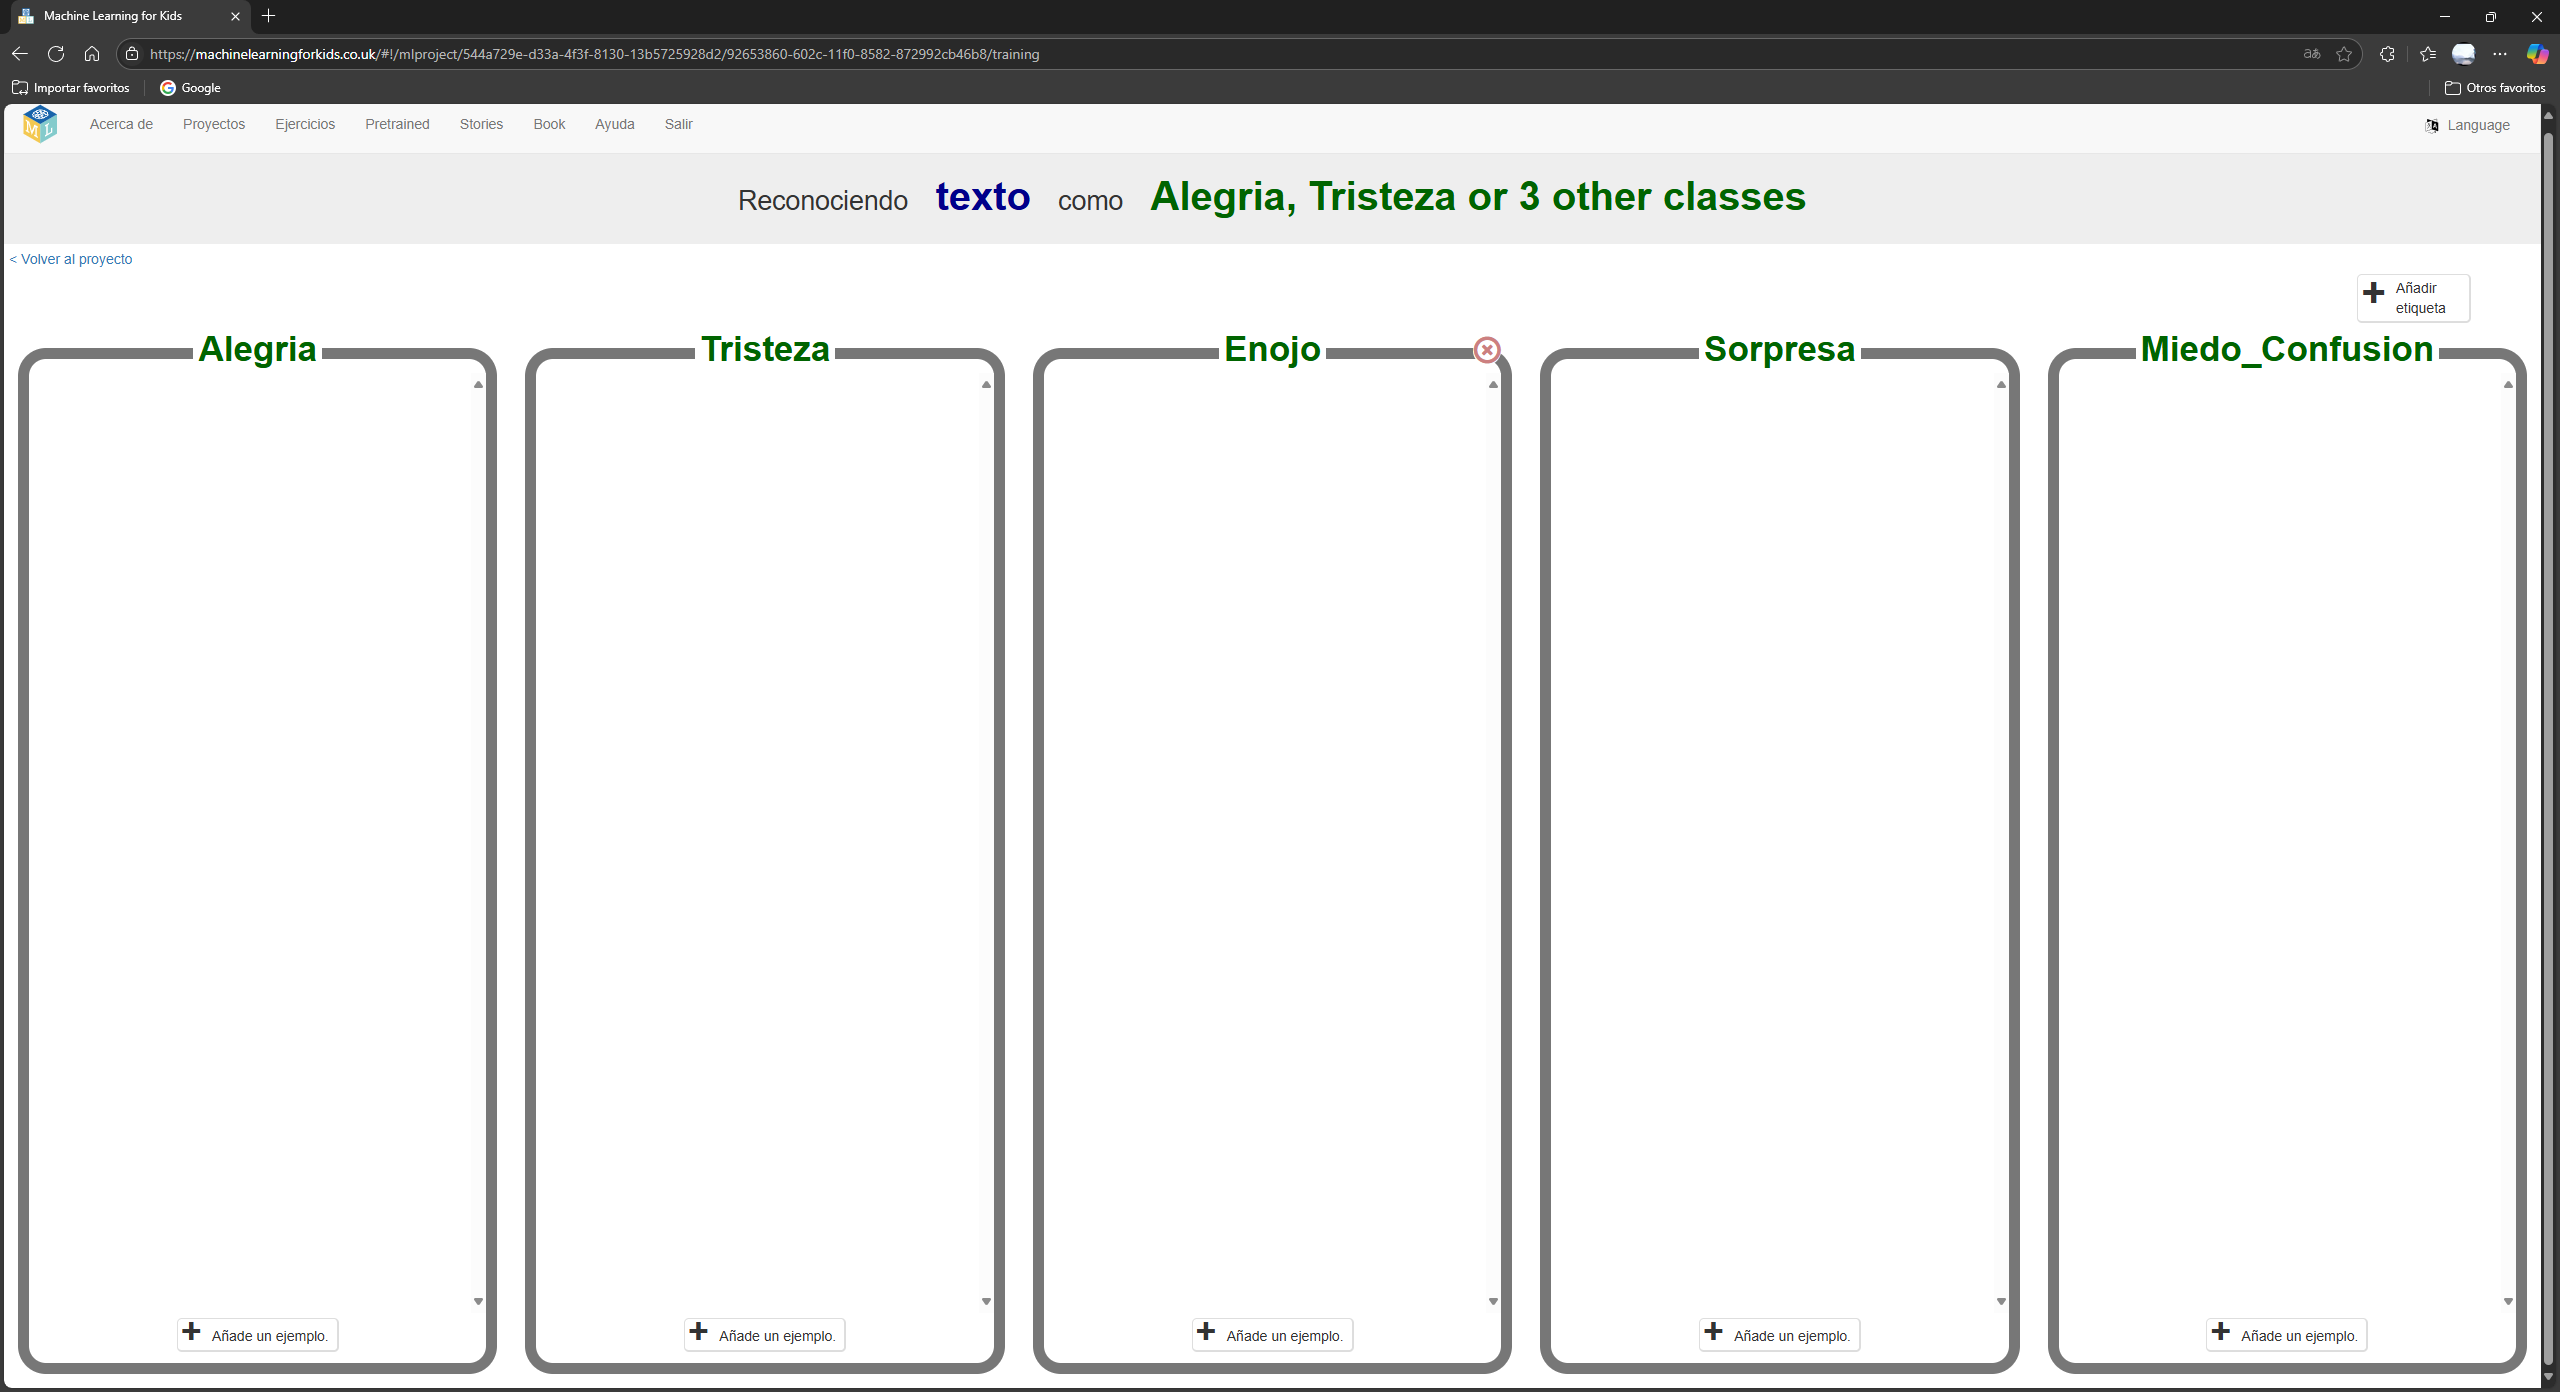 Machine Learning for Kids
https://machinelearningforkids.co.uk/#!/mlproject/544a729e-d33a-4f3f-8130-13b5725928d2/92653860-602c-11f0-8582-872992cb46b8/training
Importar favoritos Google Otros favoritos
ML Acerca de Proyectos Ejercicios Pretrained Stories Book Ayuda Salir Language
Reconociendo texto como Alegria, Tristeza or 3 other classes
< Volver al proyecto
Añadir
etiqueta
Alegria Tristeza Enojo Sorpresa Miedo_Confusion
Añade un ejemplo. Añade un ejemplo. Añade un ejemplo. Añade un ejemplo. Añade un ejemplo.